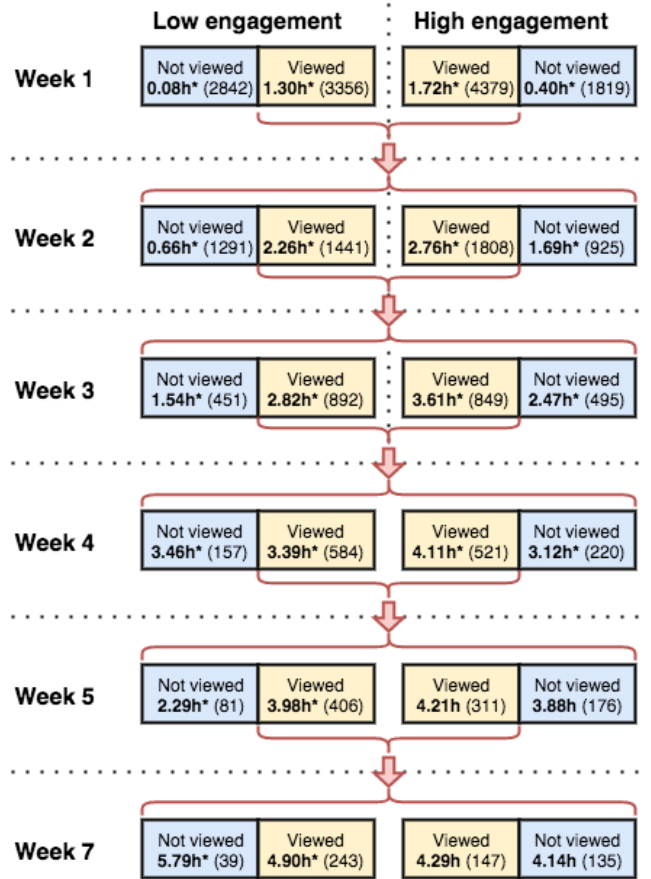 Low engagement High engagement
Week 1
Not viewed Viewed Viewed Not viewed
0.08h* (2842) 1.30h* (3356) 1.72h* (4379) 0.40h* (1819)
Week 2
Not viewed Viewed Viewed Not viewed
0.66h* (1291) 2.26h* (1441) 2.76h* (1808) 1.69h* (925)
Week 3
Not viewed Viewed Viewed Not viewed
1.54h* (451) 2.82h* (892) 3.61h* (849) 2.47h* (495)
Week 4
Not viewed Viewed Viewed Not viewed
3.46h* (157) 3.39h* (584) 4.11h* (521) 3.12h* (220)
Week 5
Not viewed Viewed Viewed Not viewed
2.29h* (81) 3.98h* (406) 4.21h (311) 3.88h (176)
Week 7
Not viewed Viewed Viewed Not viewed
5.79h* (39) 4.90h* (243) 4.29h (147) 4.14h (135)